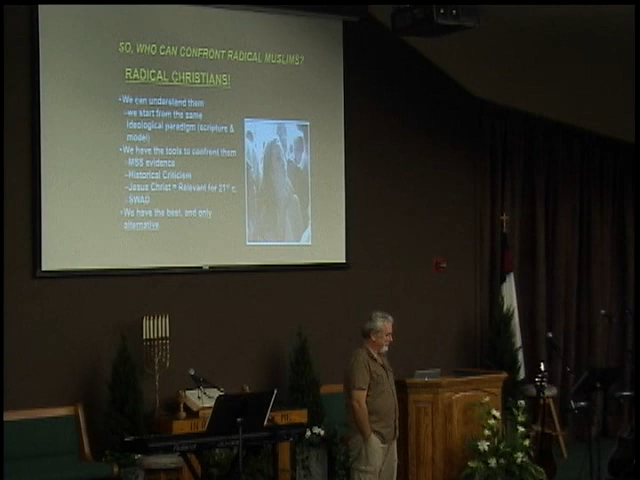 SO, WHO CAN CONFRONT RADICAL MUSLIMS?
RADICAL CHRISTIANS!
•We can understand them
-we start from the same
ideological paradigm (scripture &
model)
•We have the tools to confront them
-MSS evidence
-Historical Criticism
-Jesus Christ = Relevant for 21st c.
-SWAD
•We have the best, and only
alternative
IN
ME